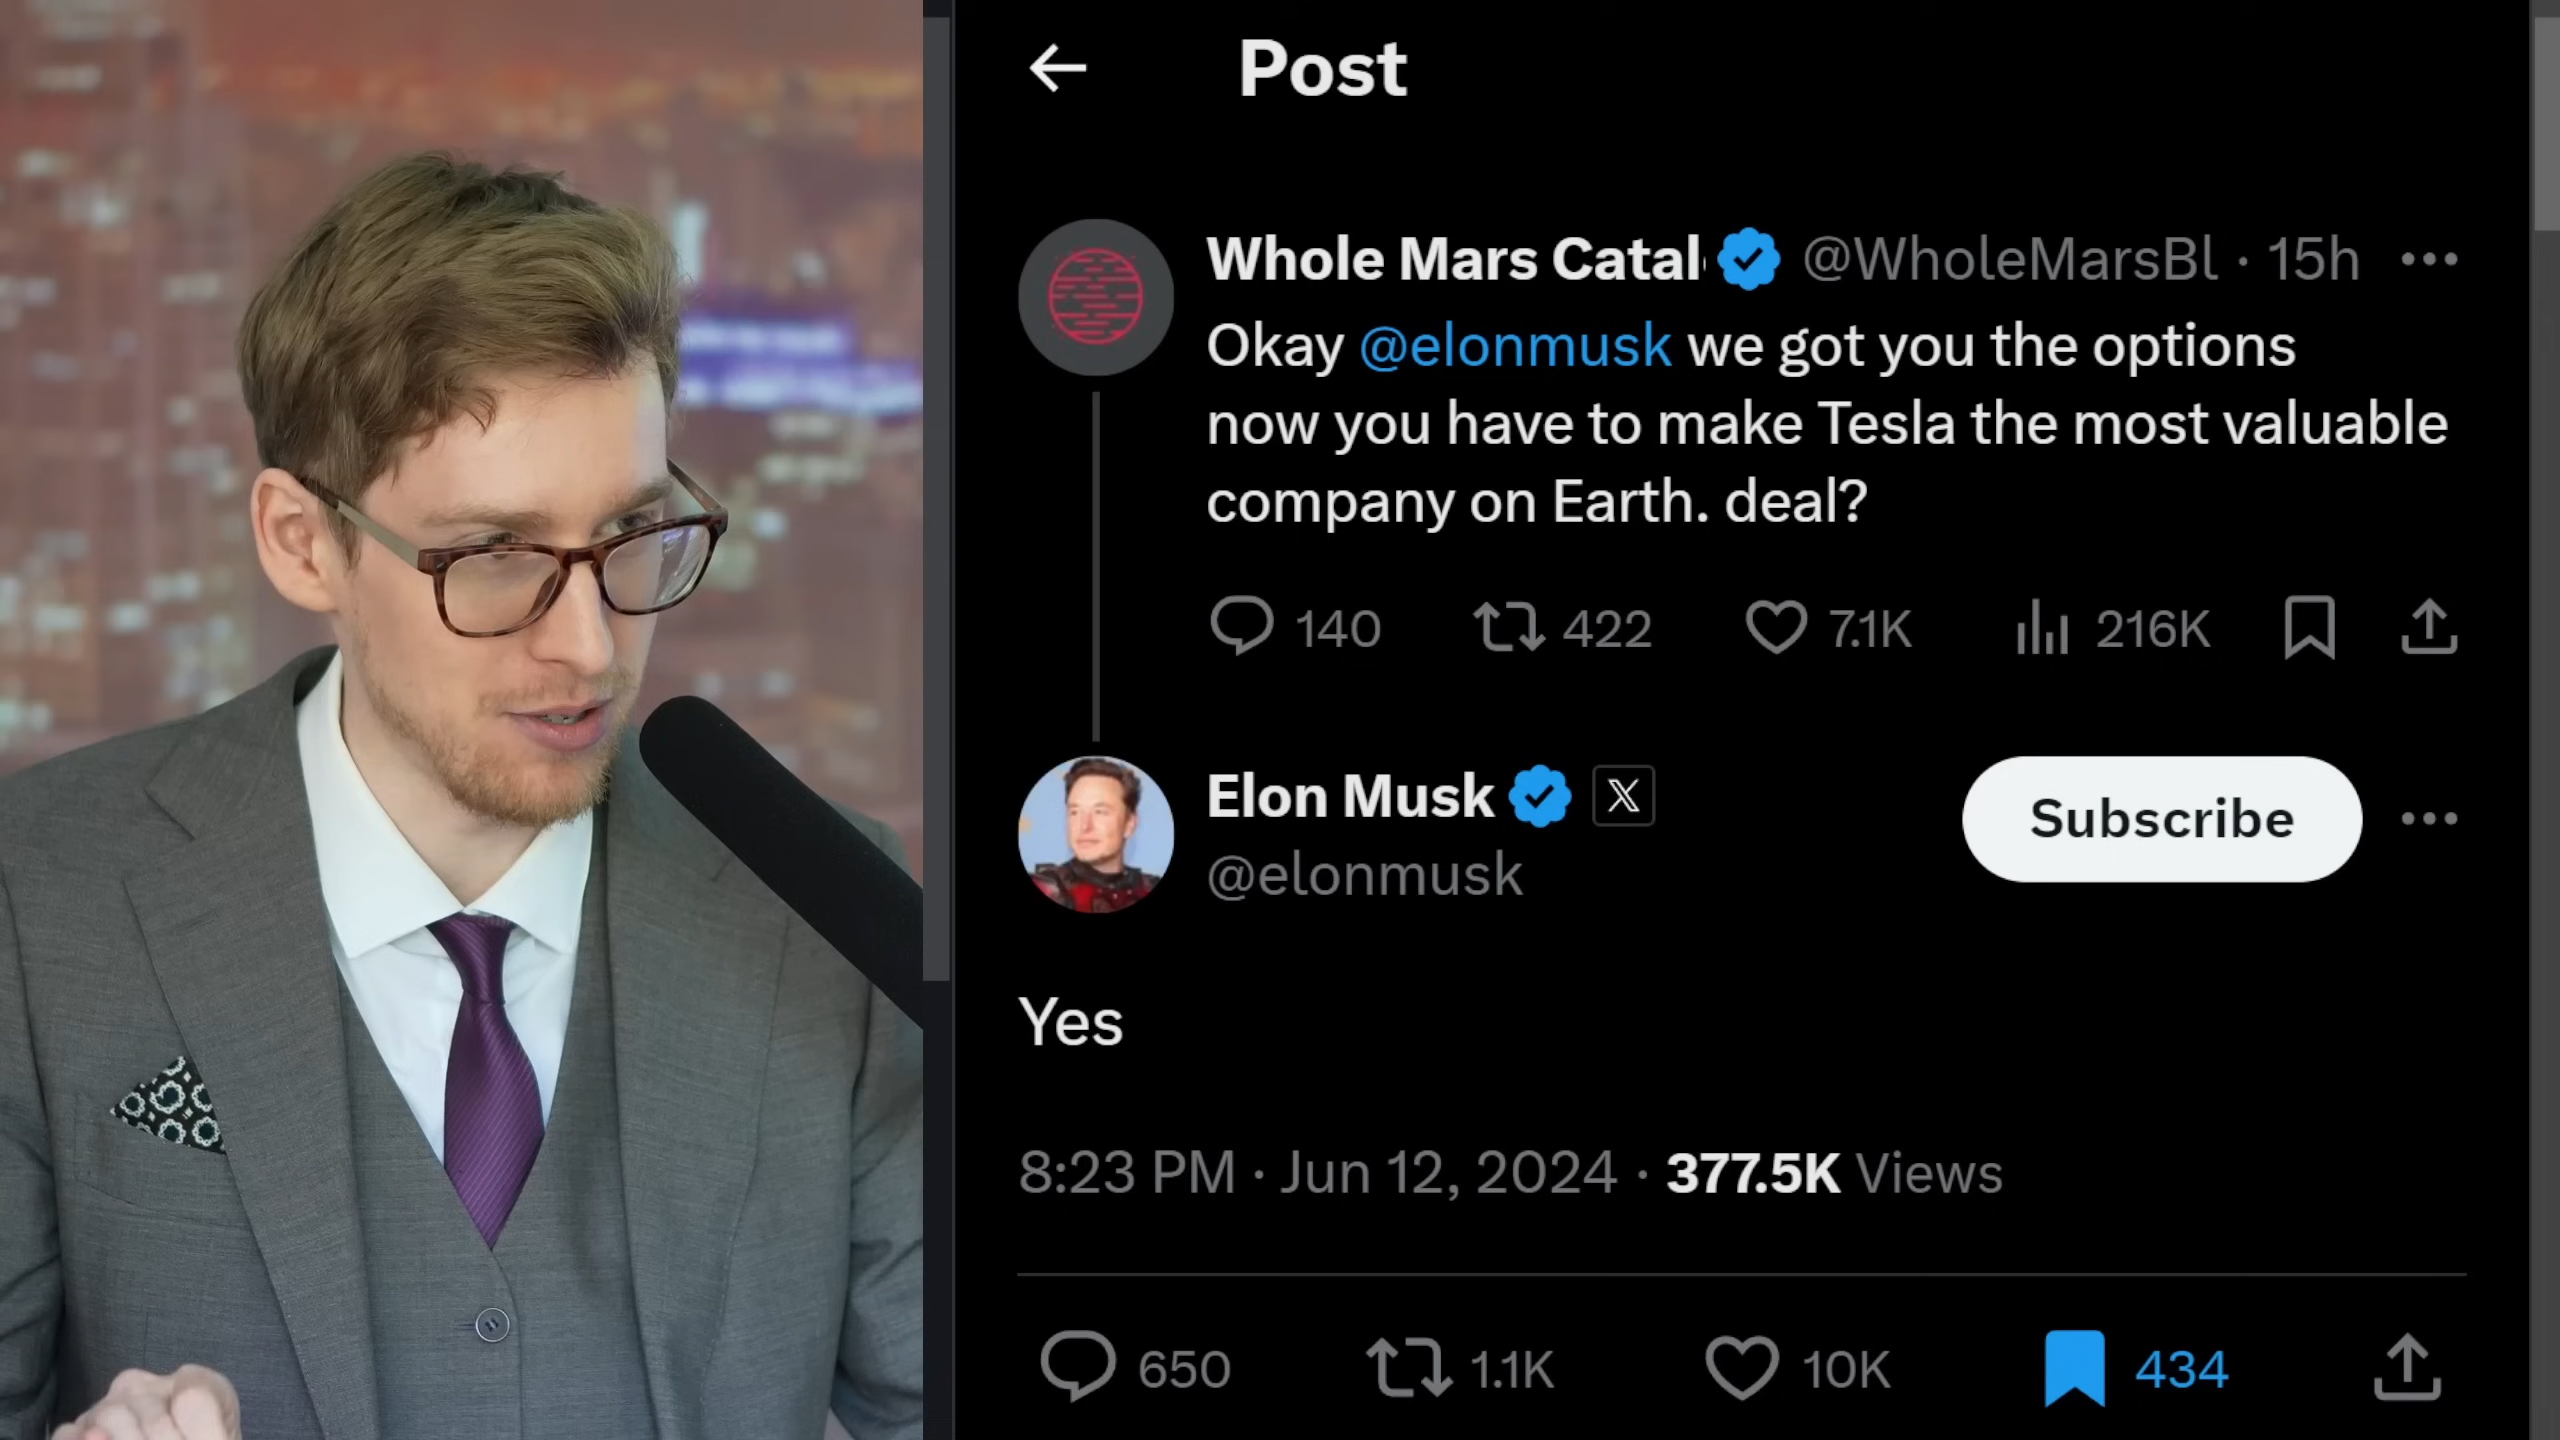 Post
Whole Mars Catal @WholeMarsBl · 15h
Okay @elonmusk we got you the options
now you have to make Tesla the most valuable
company on Earth. deal?
140 422 7.1K 216K
Elon Musk X
@elonmusk
Subscribe
Yes
8:23 PM · Jun 12, 2024 · 377.5K Views
650 1.1K 10K 434